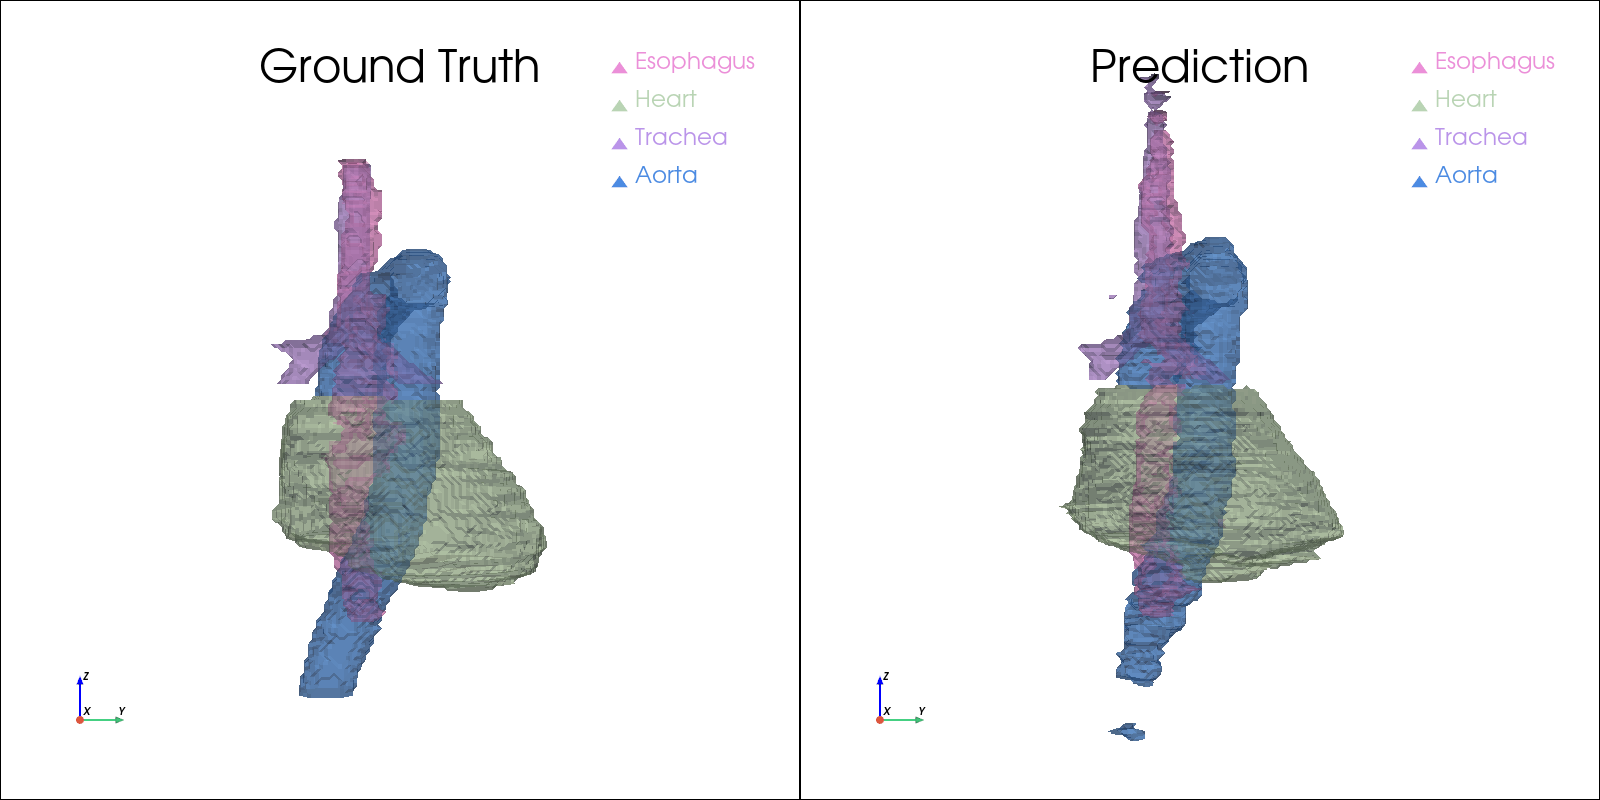 Ground Truth
Esophagus
Heart
Trachea
Aorta
Z
X Y
Prediction
Esophagus
Heart
Trachea
Aorta
Z
X Y